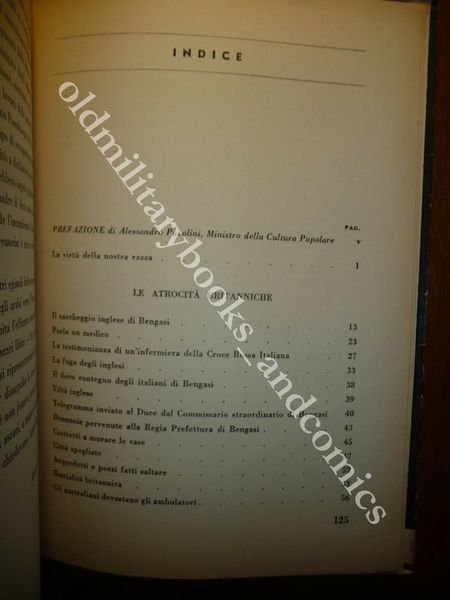 INDICE
PAG.
PREFAZIONE di Alessandro Pavolini, Ministro della Cultura Popolare v
La virtù della nostra razza 1
LE ATROCITÀ BRITANNICHE
Il saccheggio inglese di Bengasi 13
Parla un medico 23
La testimonianza di un'infermiera della Croce Rossa Italiana 27
La fuga degli inglesi 33
Il fiero contegno degli italiani di Bengasi 38
Viltà inglese 39
Telegramma inviato al Duce dal Commissario straordinario di Bengasi 40
Denuncie pervenute alla Regia Prefettura di Bengasi 43
Costretti a murare le case 45
Città spogliate 47
Acquedotti e pozzi fatti saltare
Bestialità britannica
Gli australiani devastano gli ambulatori 56
125
oldmilitarybooks_andcomics